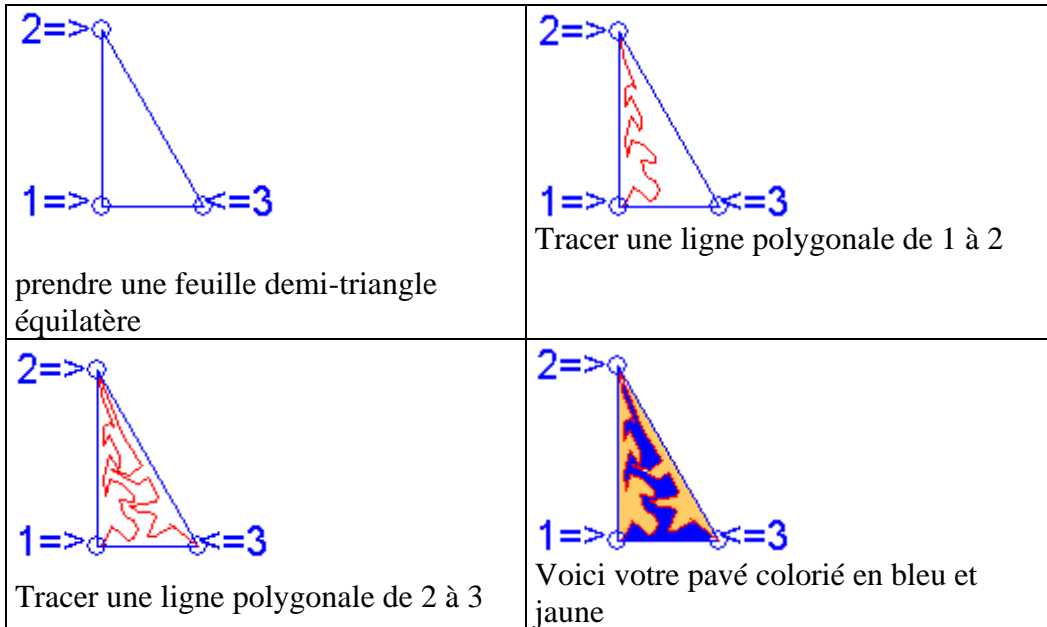 2=>
1=> <=3
prendre une feuille demi-triangle
équilatère
2=>
1=> <=3
Tracer une ligne polygonale de 1 à 2
2=>
1=> <=3
Tracer une ligne polygonale de 2 à 3
2=>
1=> <=3
Voici votre pavé colorié en bleu et
jaune